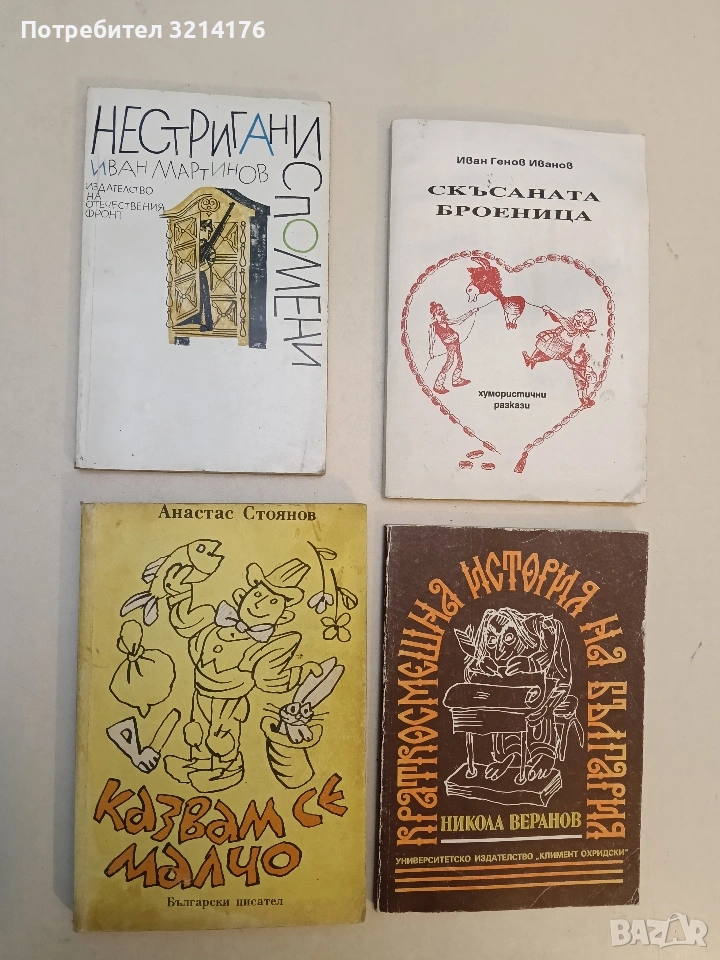 Потребител 3214176
НЕСТРИГАНИ
СПОМЕНИ
ИВАН МАРТИНОВ
ИЗДАТЕЛСТВО
НА
ОТЕЧЕСТВЕНИЯ
ФРОНТ
Иван Генов Иванов
СКЪСАНАТА
БРОЕНИЦА
хумористични
разкази
Анастас Стоянов
КАЗВАМ СЕ
МАЛЧО
Български писател
КРАТКОСМЕШНА ИСТОРИЯ НА БЪЛГАРИЯ
НИКОЛА ВЕРАНОВ
УНИВЕРСИТЕТСКО ИЗДАТЕЛСТВО „КЛИМЕНТ ОХРИДСКИ"
BAZAR